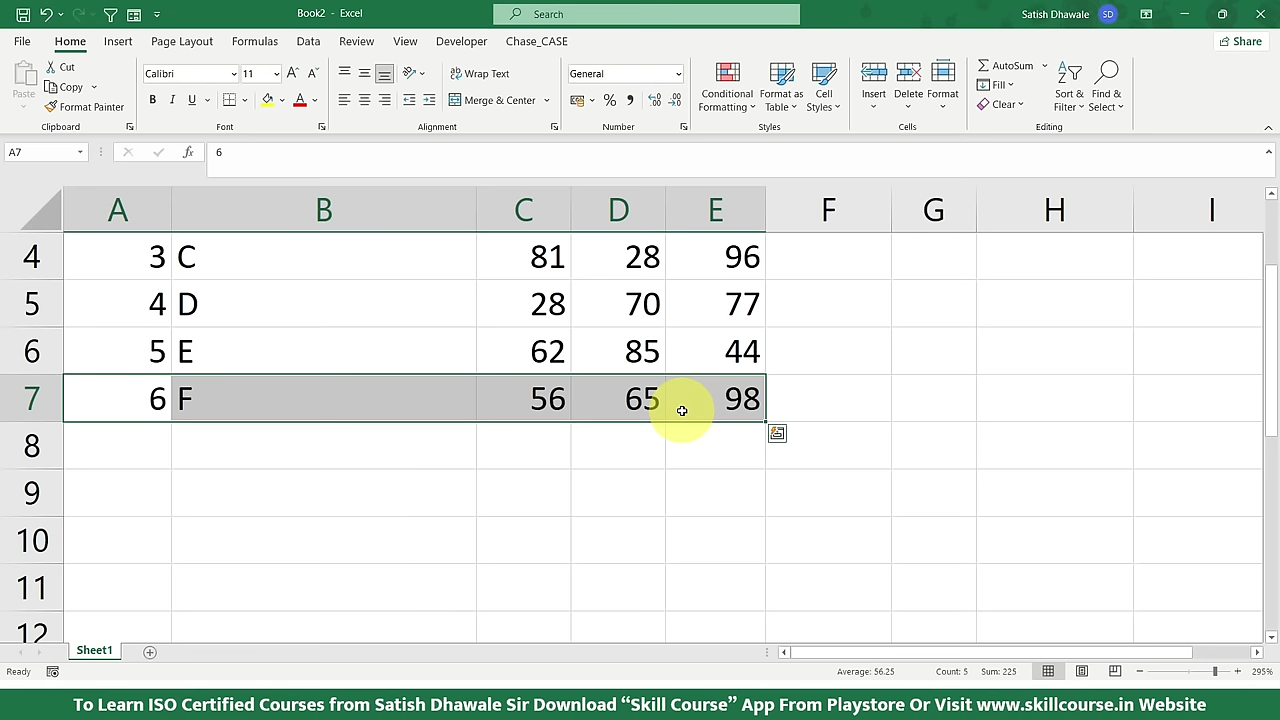 Book2 - Excel
Search
Satish Dhawale SD
File Home Insert Page Layout Formulas Data Review View Developer Chase_CASE Share
Paste Cut Copy Format Painter
Clipboard
Calibri 11
B I U
Font
Wrap Text
Merge & Center
Alignment
General
Number
Conditional Formatting
Format as Table
Cell Styles
Styles
Insert Delete Format
Cells
AutoSum
Fill
Clear
Sort & Filter
Find & Select
Editing
A7 fx 6
A B C D E F G H I
4 3 C 81 28 96
5 4 D 28 70 77
6 5 E 62 85 44
7 6 F 56 65 98
8
9
10
11
12
Sheet1
Ready Average: 56.25 Count: 5 Sum: 225 295%
To Learn ISO Certified Courses from Satish Dhawale Sir Download “Skill Course” App From Playstore Or Visit www.skillcourse.in Website